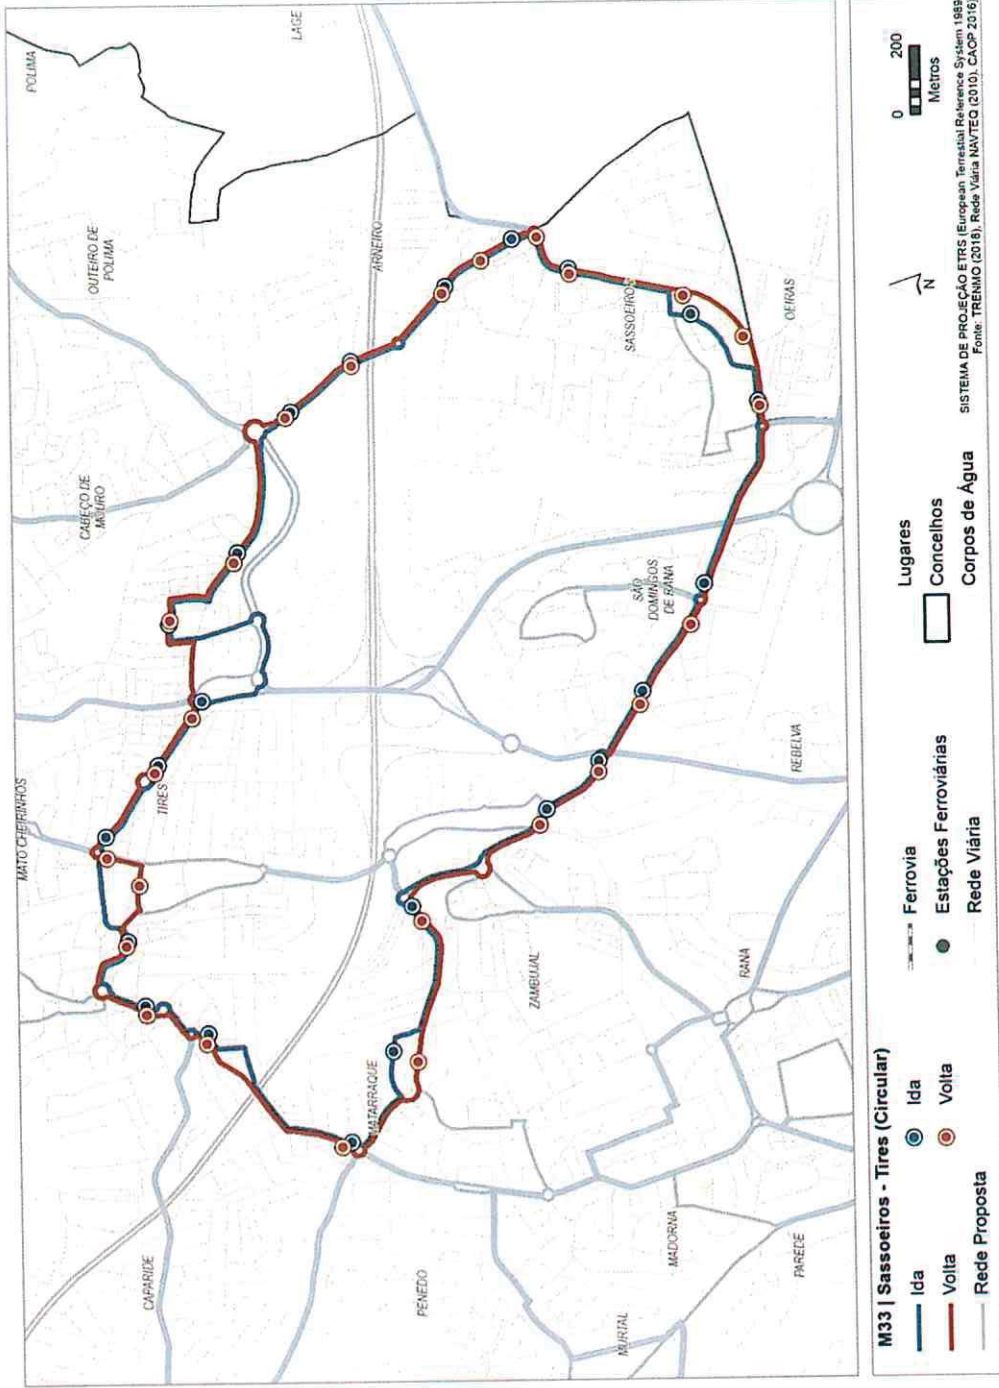 POLIMA
LAGE
OUTEIRO DE
POLIMA
ARNEIRO
SASSOEIROS
OEIRAS
CABEÇO DE
MOURO
SÃO
DOMINGOS
DE RANA
MATO CHEIRINHOS
TIRES
REBELVA
ZAMBUJAL
RANA
MATARRAQUE
CAPARIDE
PENEDO
MADORNA
MURTAL
PAREDE
M33 | Sassoeiros - Tires (Circular)
Ida
Volta
Rede Proposta
Ida
Volta
Ferrovia
Estações Ferroviárias
Rede Viária
Lugares
Concelhos
Corpos de Água
N
0 200
Metros
SISTEMA DE PROJEÇÃO ETRS (European Terrestrial Reference System 1989
Fonte: TRENMO (2018), Rede Viária NAVTEQ (2010), CAOP 2016